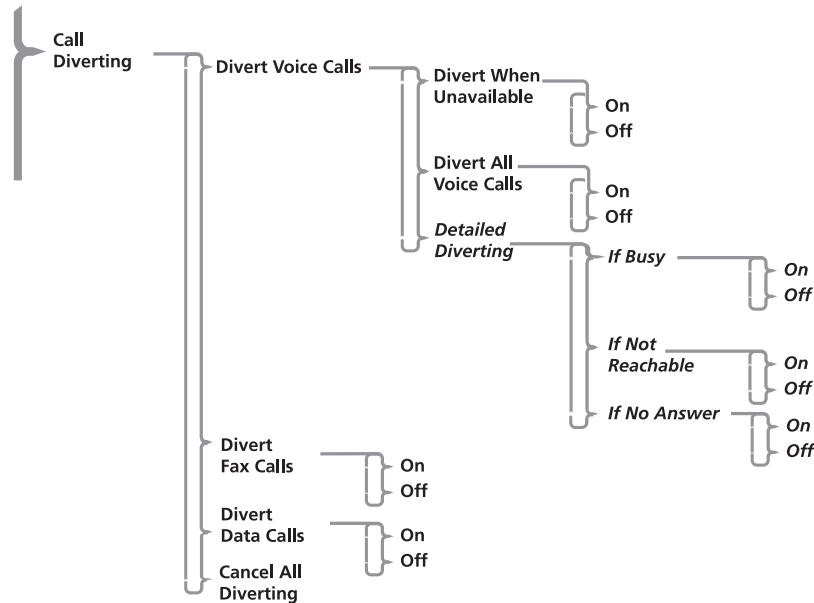 Call
Diverting
Divert Voice Calls
Divert When
Unavailable
On
Off
Divert All
Voice Calls
On
Off
Detailed
Diverting
If Busy
On
Off
If Not
Reachable
On
Off
If No Answer
On
Off
Divert
Fax Calls
On
Off
Divert
Data Calls
On
Off
Cancel All
Diverting